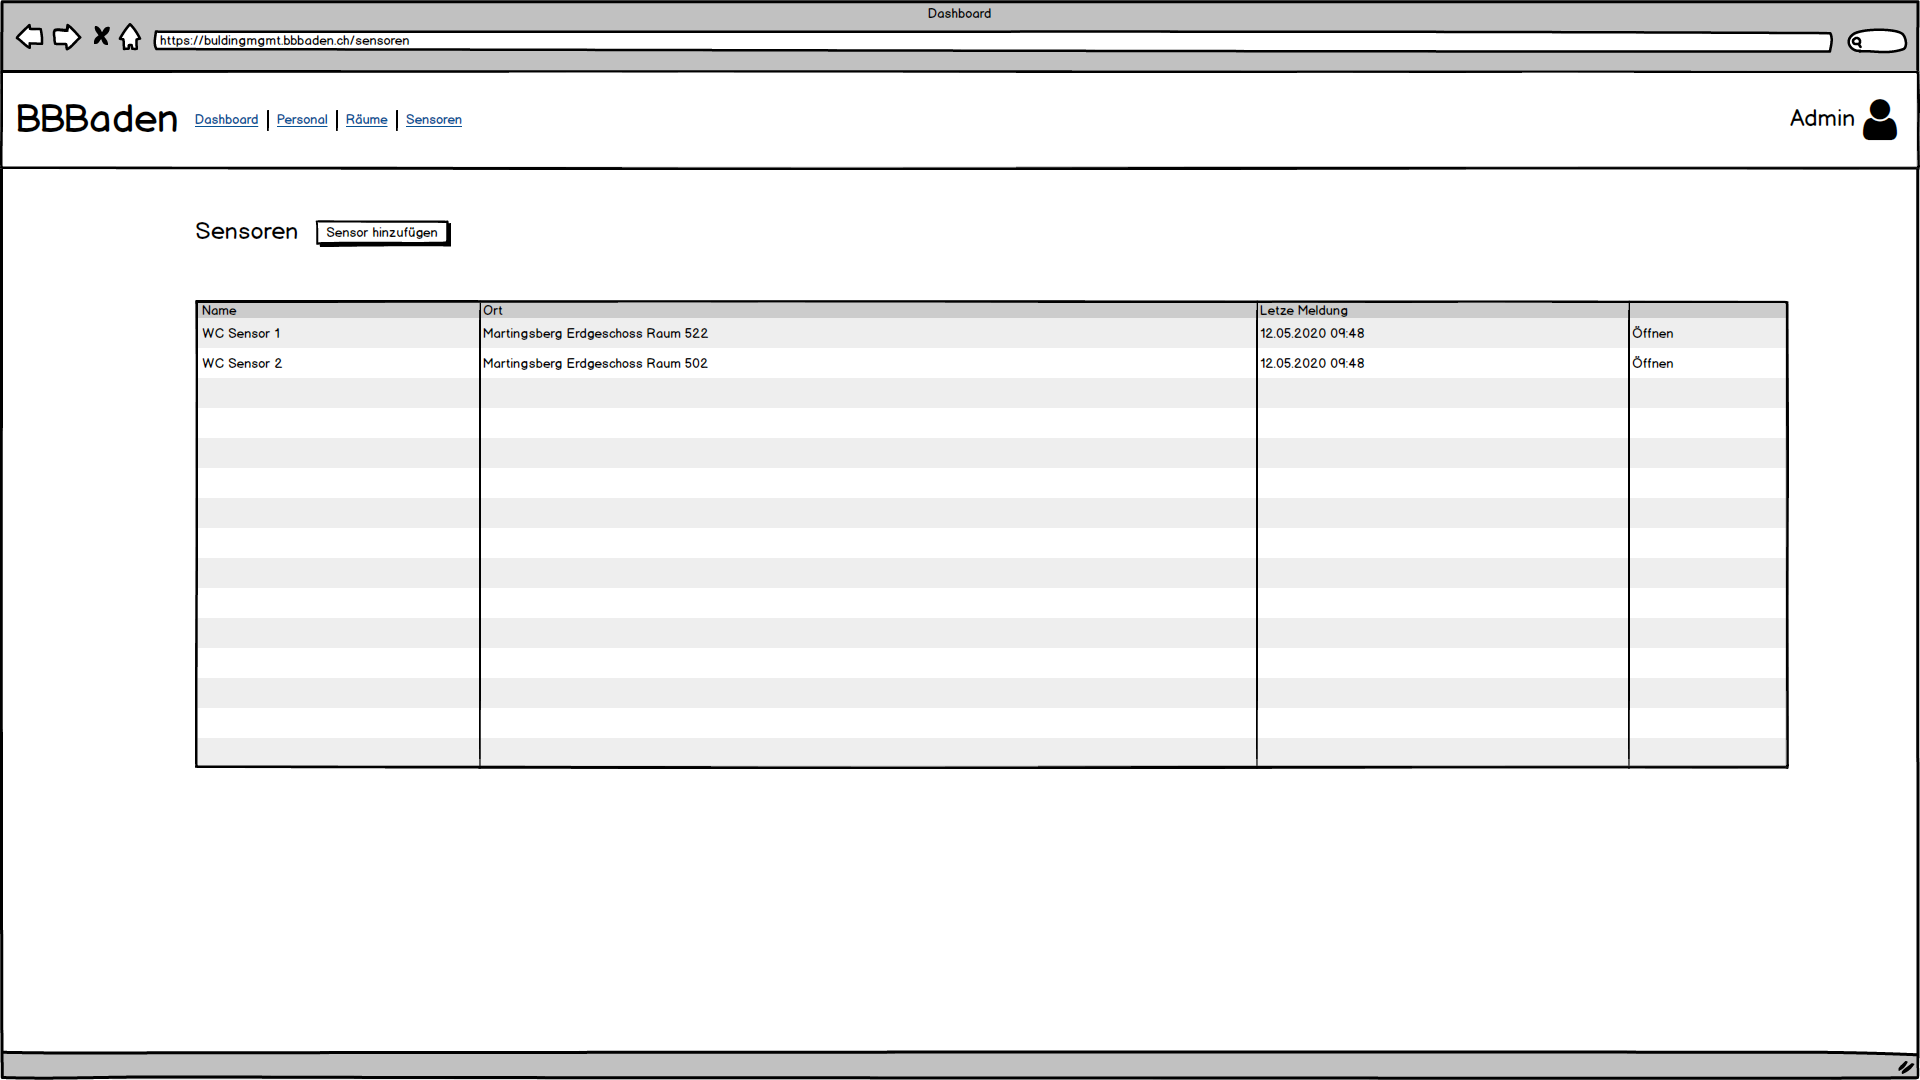 Dashboard
https://buldingmgmt.bbbaden.ch/sensoren
BBBaden Dashboard Personal Räume Sensoren Admin
Sensoren Sensor hinzufügen
Name Ort Letze Meldung
WC Sensor 1 Martingsberg Erdgeschoss Raum 522 12.05.2020 09:48 Öffnen
WC Sensor 2 Martingsberg Erdgeschoss Raum 502 12.05.2020 09:48 Öffnen